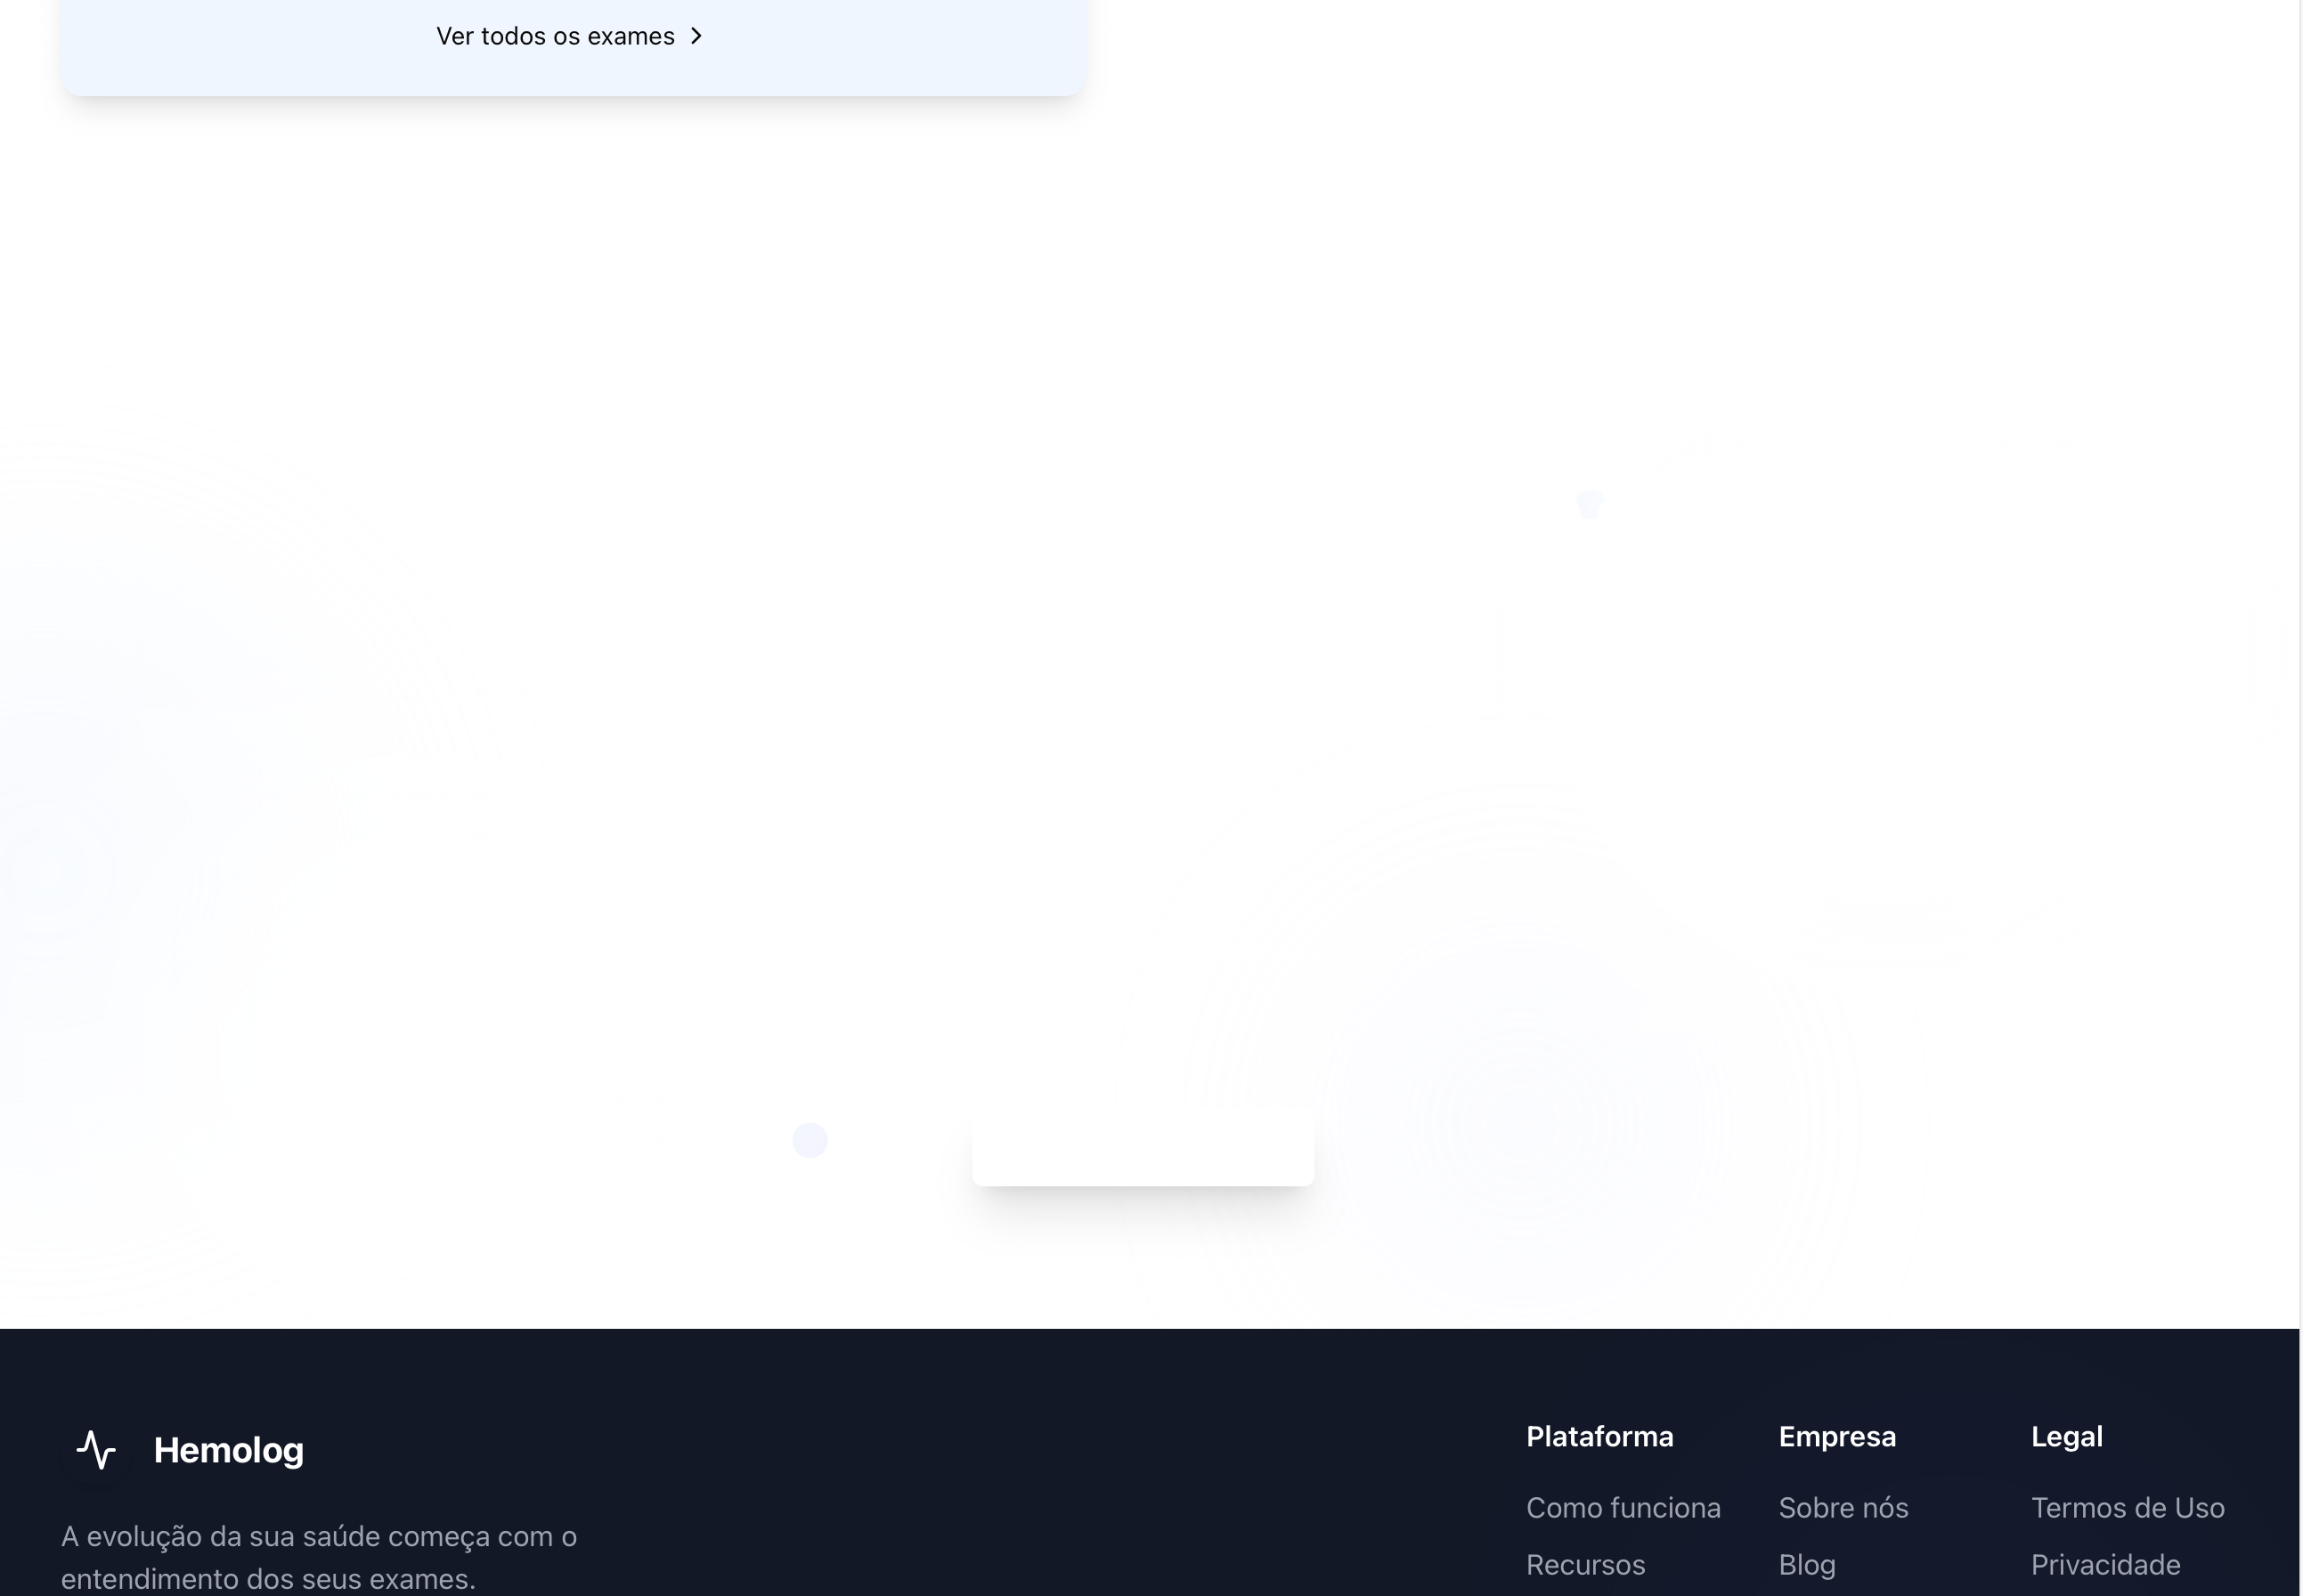 Ver todos os exames
Hemolog
A evolução da sua saúde começa com o
entendimento dos seus exames.
Plataforma
Como funciona
Recursos
Empresa
Sobre nós
Blog
Legal
Termos de Uso
Privacidade